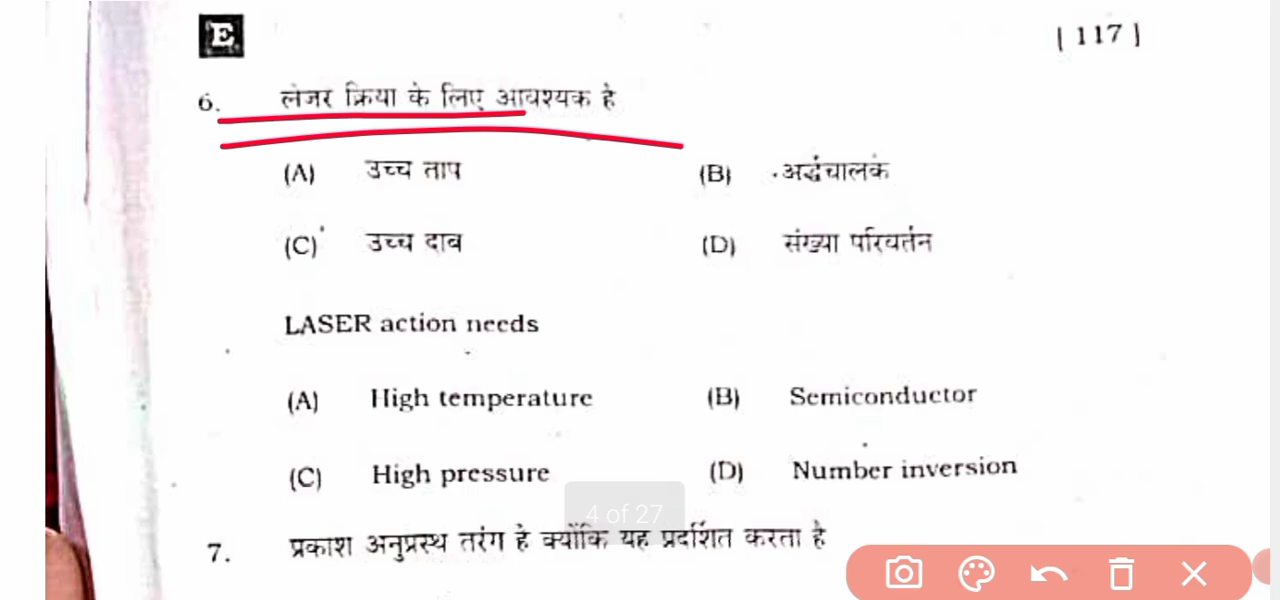 E
[ 117 ]
6. लेजर क्रिया के लिए आवश्यक है
(A) उच्च ताप (B) अर्द्धचालक
(C) उच्च दाब (D) संख्या परिवर्तन
LASER action needs
(A) High temperature (B) Semiconductor
(C) High pressure (D) Number inversion
4 of 27
7. प्रकाश अनुप्रस्थ तरंग है क्योंकि यह प्रदर्शित करता है